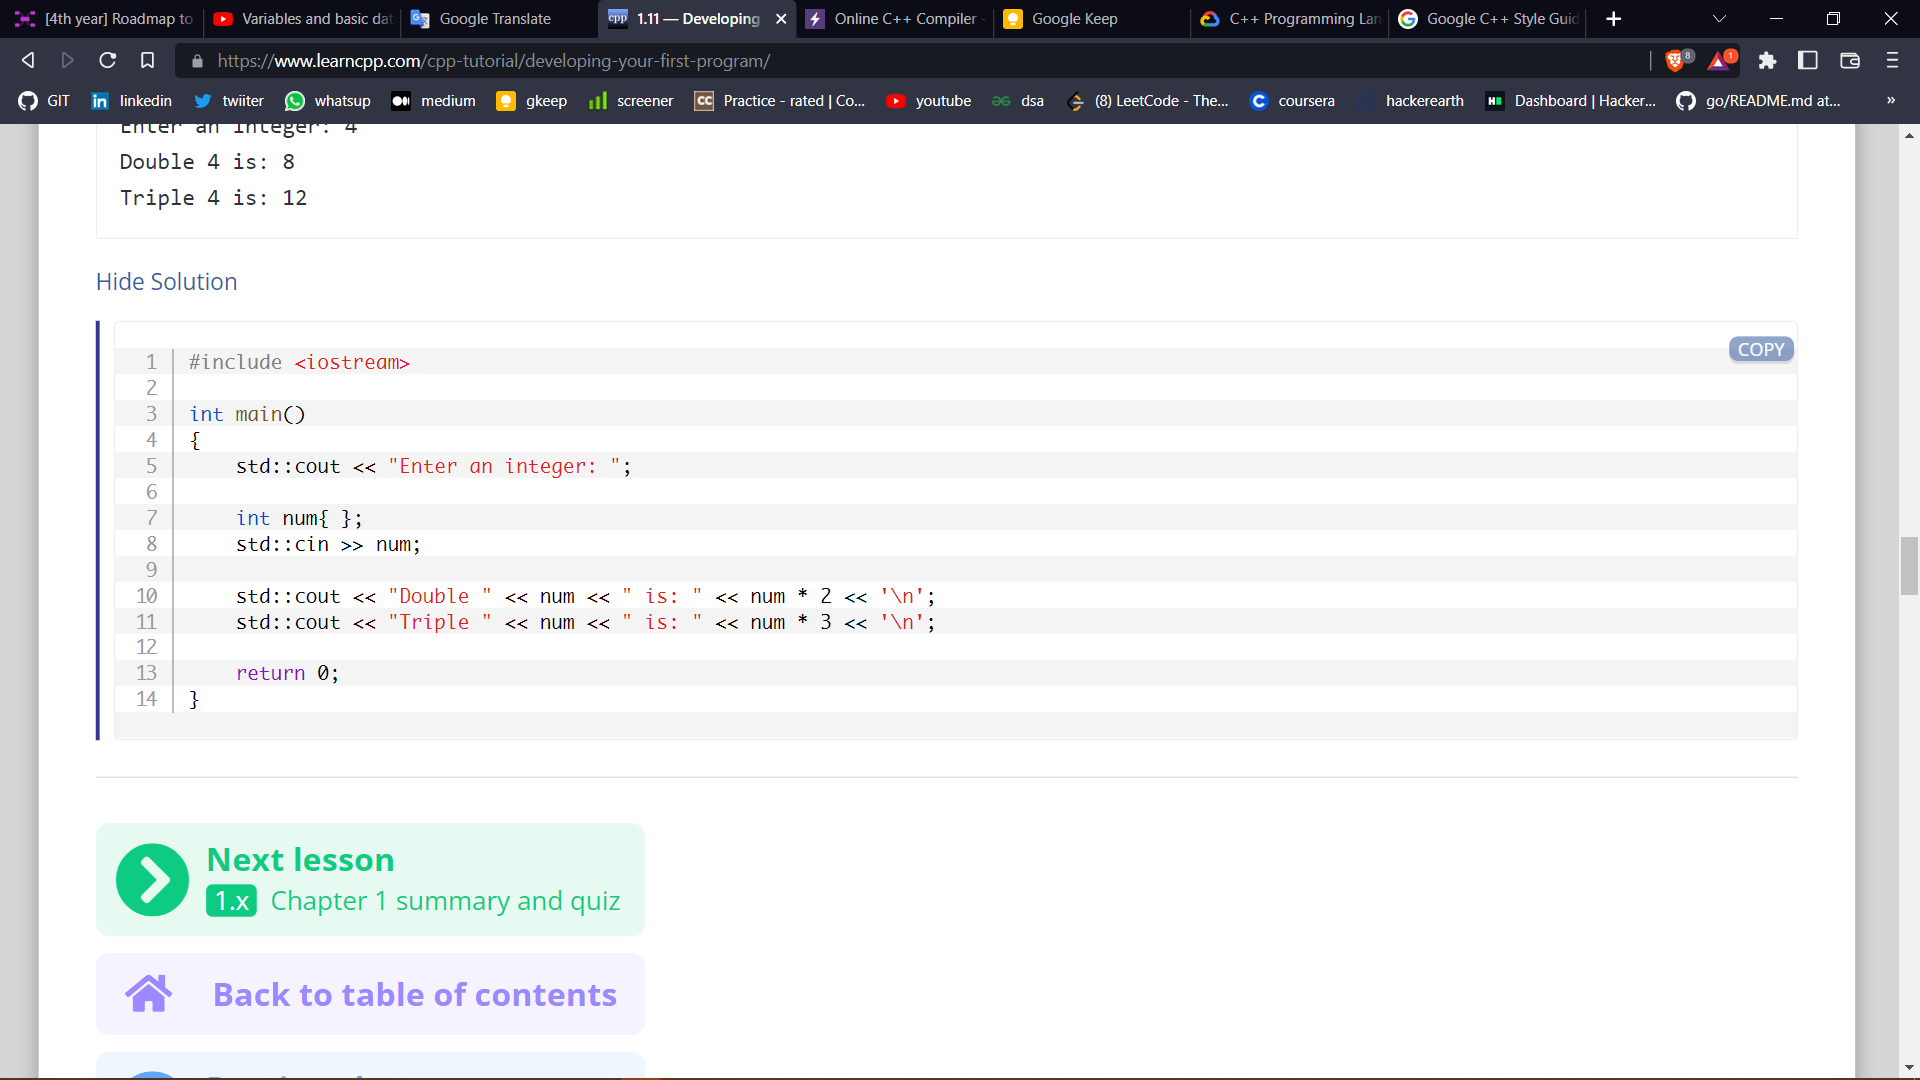 [4th year] Roadmap to
Variables and basic dat
Google Translate
1.11 — Developing
Online C++ Compiler -
Google Keep
C++ Programming Lan
Google C++ Style Guid
https://www.learncpp.com/cpp-tutorial/developing-your-first-program/
8
1
GIT
linkedin
twiiter
whatsup
medium
gkeep
screener
Practice - rated | Co...
youtube
dsa
(8) LeetCode - The...
coursera
hackerearth
Dashboard | Hacker...
go/README.md at...
»
Enter an integer: 4
Double 4 is: 8
Triple 4 is: 12
Hide Solution
COPY
1 #include <iostream>
2
3 int main()
4 {
5 std::cout << "Enter an integer: ";
6
7 int num{ };
8 std::cin >> num;
9
10 std::cout << "Double " << num << " is: " << num * 2 << '\n';
11 std::cout << "Triple " << num << " is: " << num * 3 << '\n';
12
13 return 0;
14 }
Next lesson
1.x Chapter 1 summary and quiz
Back to table of contents